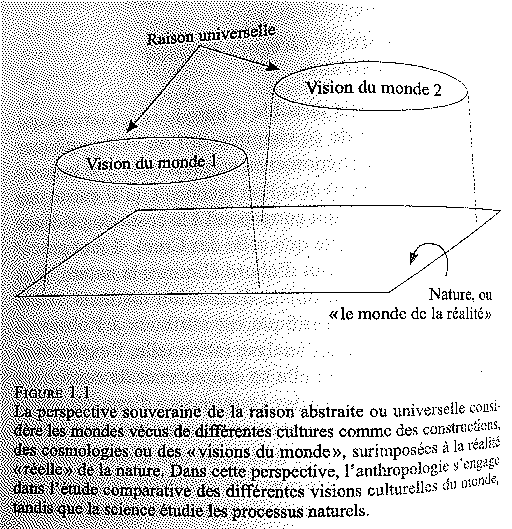 Raison universelle
Vision du monde 2
Vision du monde 1
Nature, ou
« le monde de la réalité »
FIGURE 1.1
La perspective souveraine de la raison abstraite ou universelle consi-
dère les mondes vécus de différentes cultures comme des constructions,
des cosmologies ou des « visions du monde », surimposées à la réalité
« réelle » de la nature. Dans cette perspective, l'anthropologie s'engage
dans l'étude comparative des différentes visions culturelles du monde,
tandis que la science étudie les processus naturels.